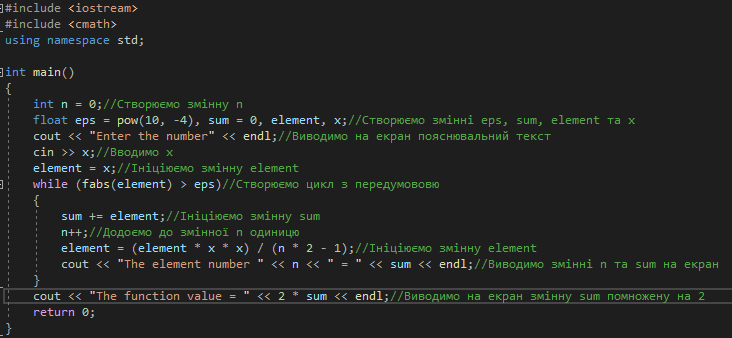 #include <iostream>
#include <cmath>
using namespace std;
int main()
{
int n = 0;//Створюємо змінну n
float eps = pow(10, -4), sum = 0, element, x;//Створюємо змінні eps, sum, element та x
cout << "Enter the number" << endl;//Виводимо на екран пояснювальний текст
cin >> x;//Вводимо x
element = x;//Ініціюємо змінну element
while (fabs(element) > eps)//Створюємо цикл з передумовою
{
sum += element;//Ініціюємо змінну sum
n++;//Додоємо до змінної n одиницю
element = (element * x * x) / (n * 2 - 1);//Ініціюємо змінну element
cout << "The element number " << n << " = " << sum << endl;//Виводимо змінні n та sum на екран
}
cout << "The function value = " << 2 * sum << endl;//Виводимо на екран змінну sum помножену на 2
return 0;
}